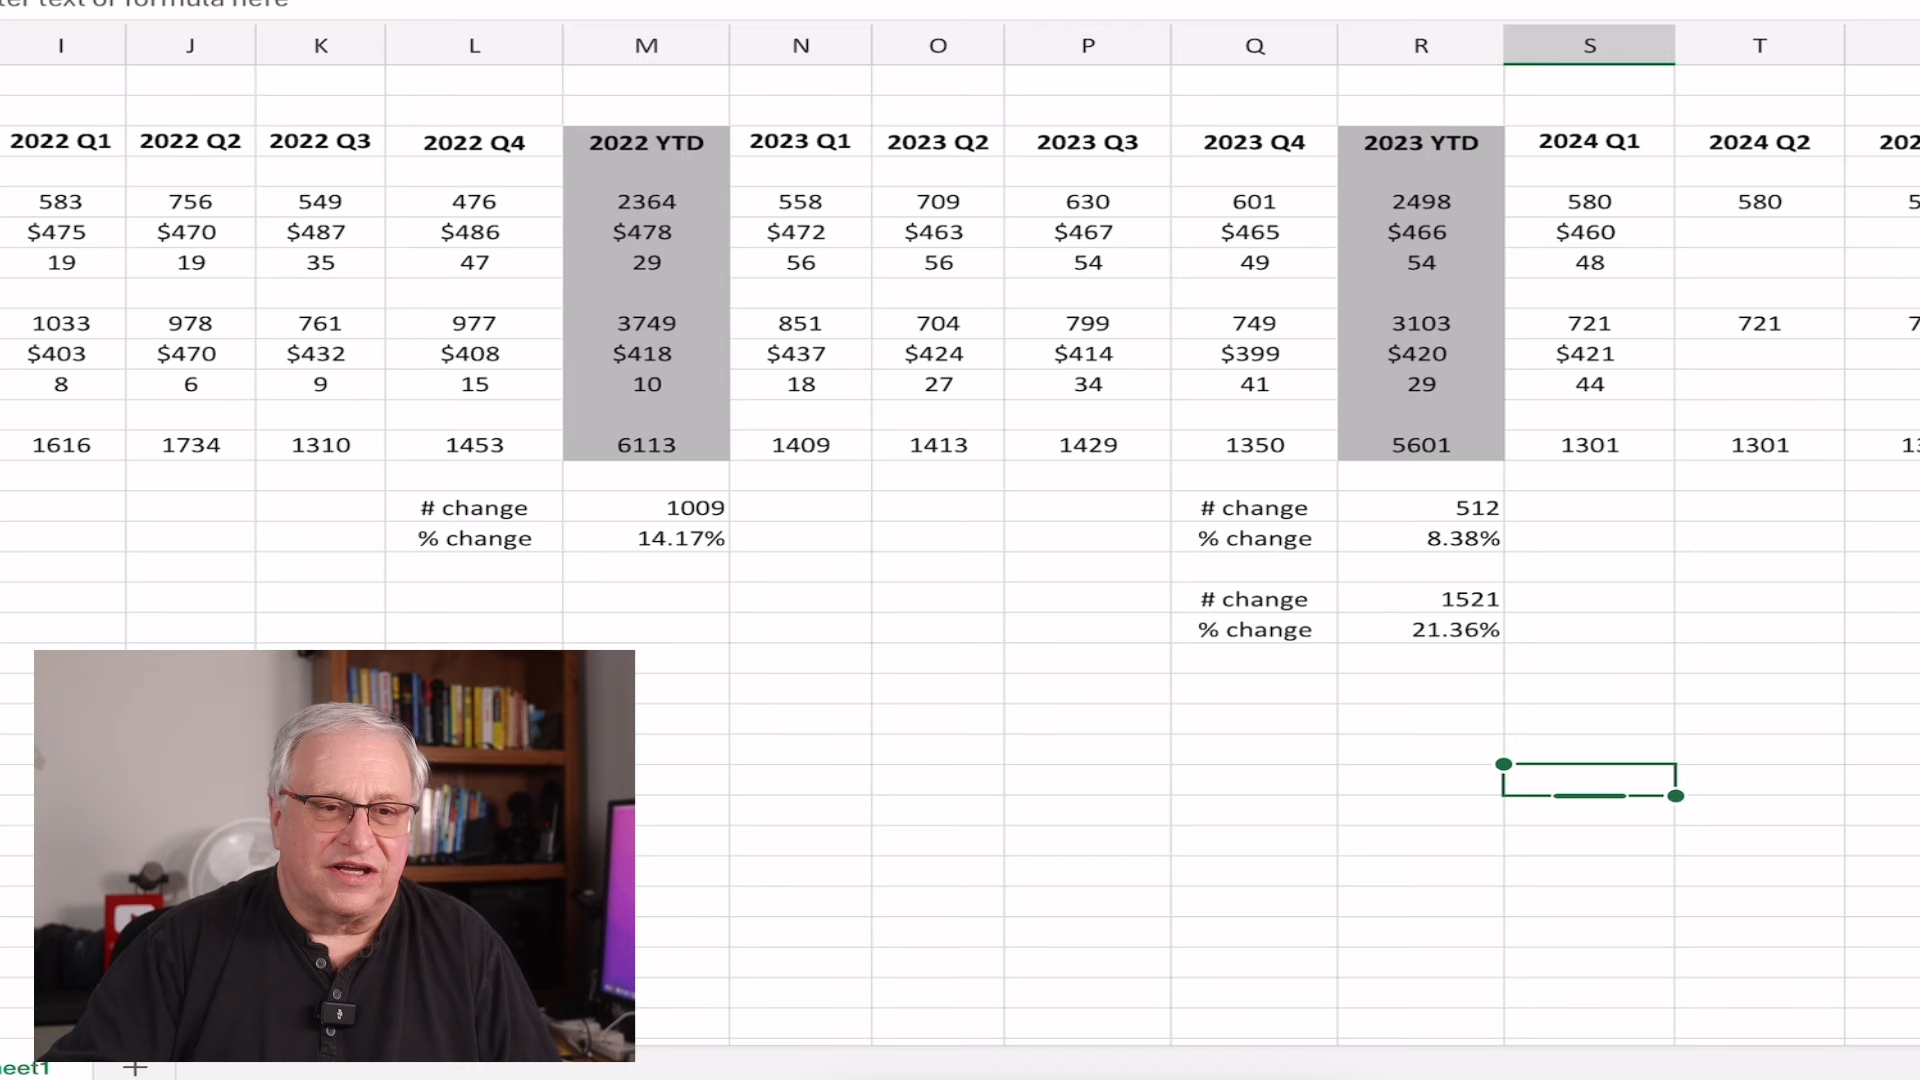 I J K L M N O P Q R S T
2022 Q1 2022 Q2 2022 Q3 2022 Q4 2022 YTD 2023 Q1 2023 Q2 2023 Q3 2023 Q4 2023 YTD 2024 Q1 2024 Q2
583 756 549 476 2364 558 709 630 601 2498 580 580
$475 $470 $487 $486 $478 $472 $463 $467 $465 $466 $460
19 19 35 47 29 56 56 54 49 54 48
1033 978 761 977 3749 851 704 799 749 3103 721 721
$403 $470 $432 $408 $418 $437 $424 $414 $399 $420 $421
8 6 9 15 10 18 27 34 41 29 44
1616 1734 1310 1453 6113 1409 1413 1429 1350 5601 1301 1301
# change 1009 # change 512
% change 14.17% % change 8.38%
# change 1521
% change 21.36%